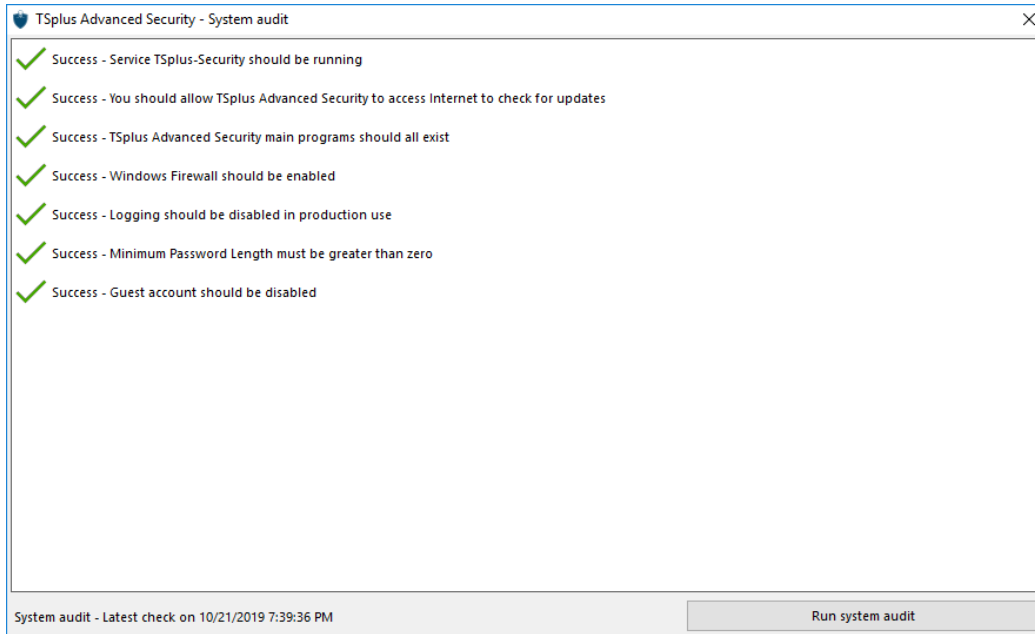 TSplus Advanced Security - System audit
Success - Service TSplus-Security should be running
Success - You should allow TSplus Advanced Security to access Internet to check for updates
Success - TSplus Advanced Security main programs should all exist
Success - Windows Firewall should be enabled
Success - Logging should be disabled in production use
Success - Minimum Password Length must be greater than zero
Success - Guest account should be disabled
System audit - Latest check on 10/21/2019 7:39:36 PM
Run system audit